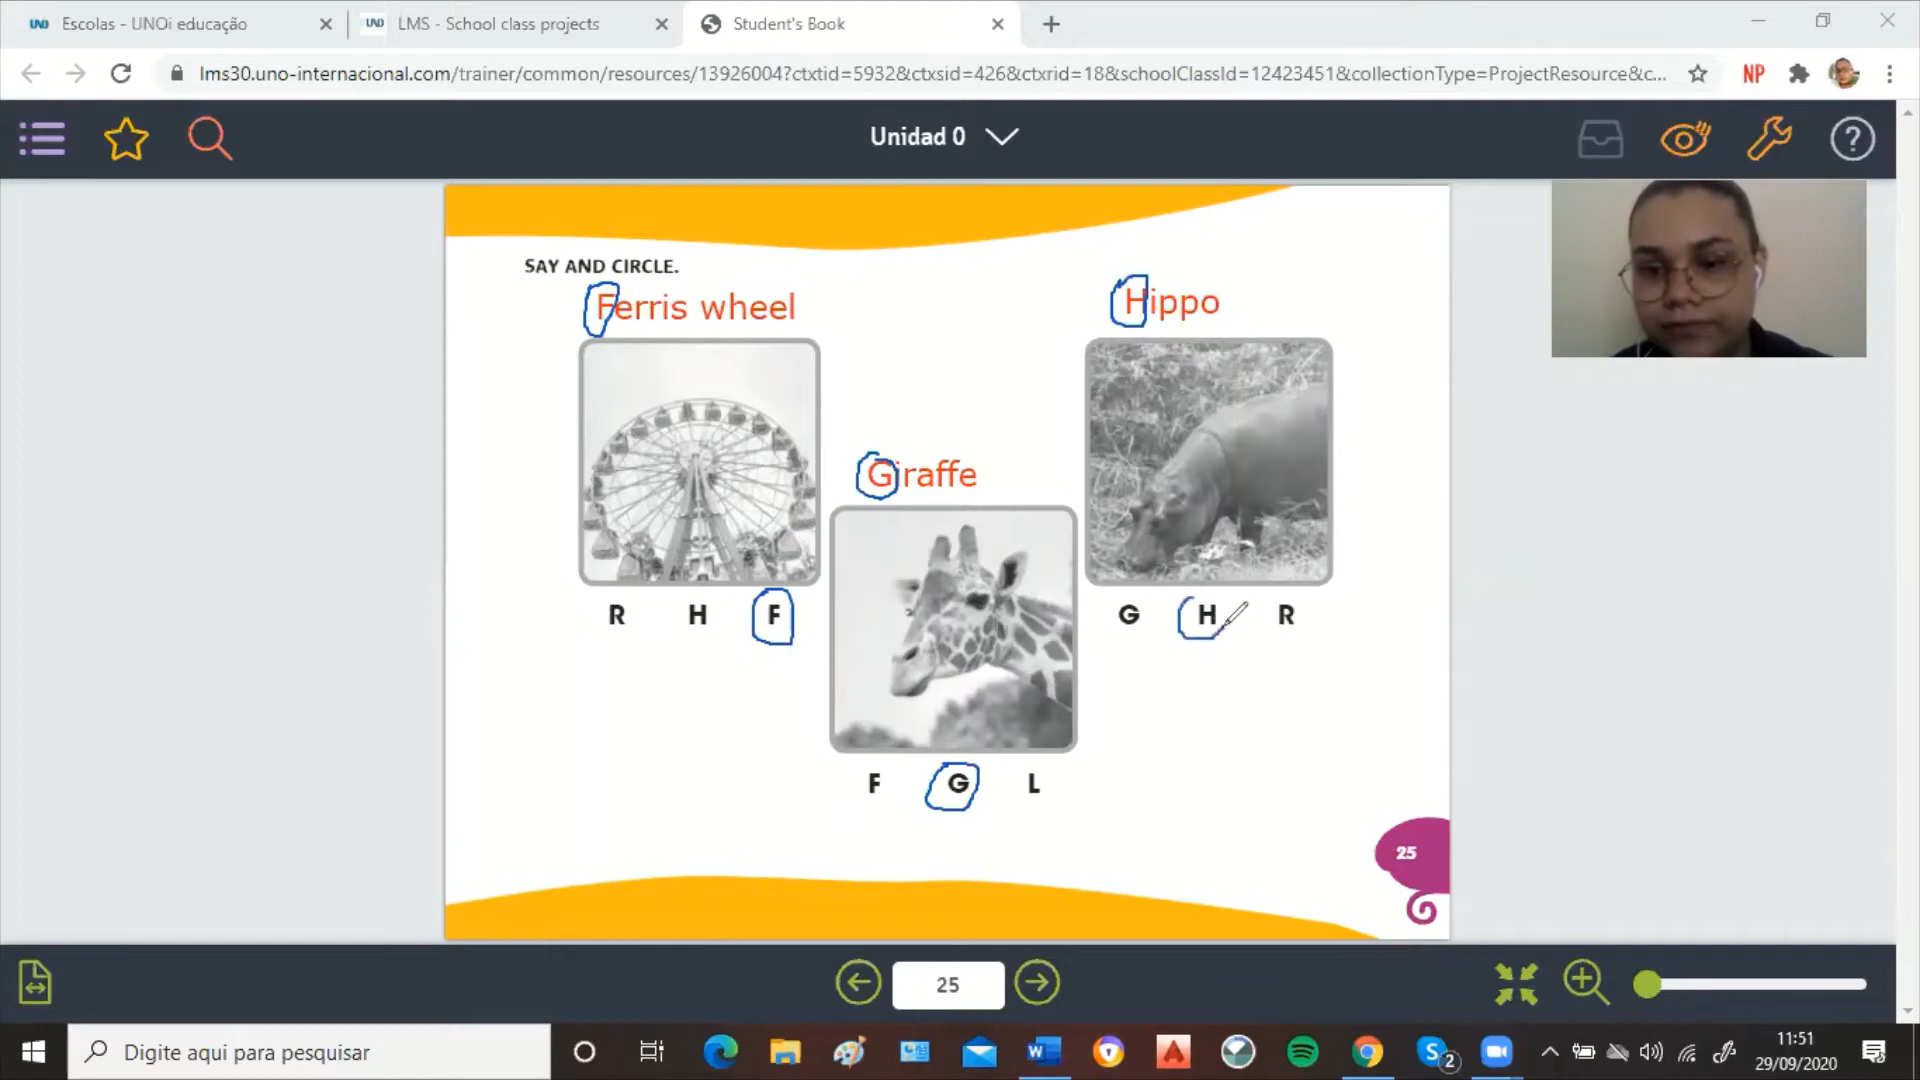 Escolas - UNOi educação
LMS - School class projects
Student's Book
lms30.uno-internacional.com/trainer/common/resources/13926004?ctxtid=5932&ctxsid=426&ctxrid=18&schoolClassId=12423451&collectionType=ProjectResource&c...
NP
Unidad 0
SAY AND CIRCLE.
Ferris wheel
Hippo
Giraffe
R H F
G H R
F G L
25
25
Digite aqui para pesquisar
2
11:51
29/09/2020